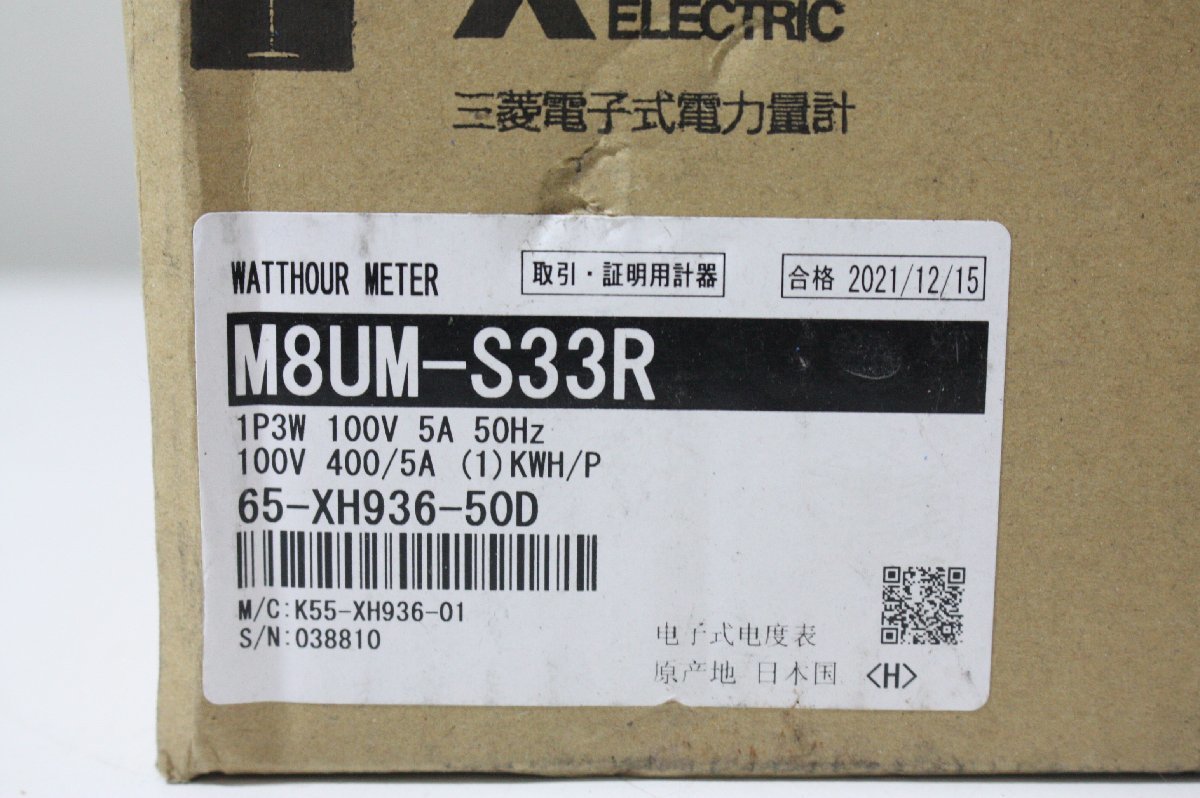 ELECTRIC
三菱電子式電力量計
WATTHOUR METER
取引・証明用計器
合格 2021/12/15
M8UM-S33R
1P3W 100V 5A 50Hz
100V 400/5A (1)KWH/P
65-XH936-50D
M/C:K55-XH936-01
S/N:038810
电子式电度表
原产地 日本国 <H>